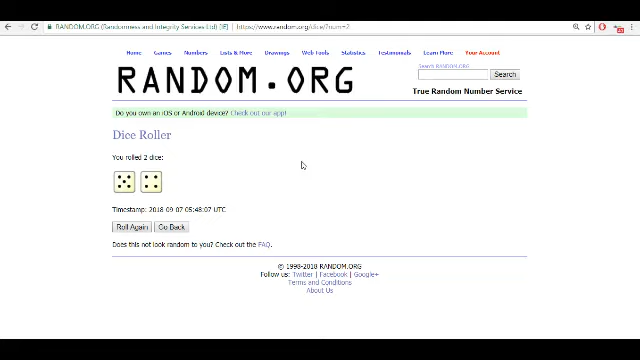 RANDOM.ORG (Randomness and Integrity Services Ltd) [IE]
https://www.random.org/dice/?num=2
Home Games Numbers Lists & More Drawings Web Tools Statistics Testimonials Learn More Your Account
RANDOM.ORG
Search RANDOM.ORG
Search
True Random Number Service
Do you own an iOS or Android device? Check out our app!
Dice Roller
You rolled 2 dice:
Timestamp: 2018-09-07 05:48:07 UTC
Roll Again Go Back
Does this not look random to you? Check out the FAQ.
© 1998-2018 RANDOM.ORG
Follow us: Twitter | Facebook | Google+
Terms and Conditions
About Us